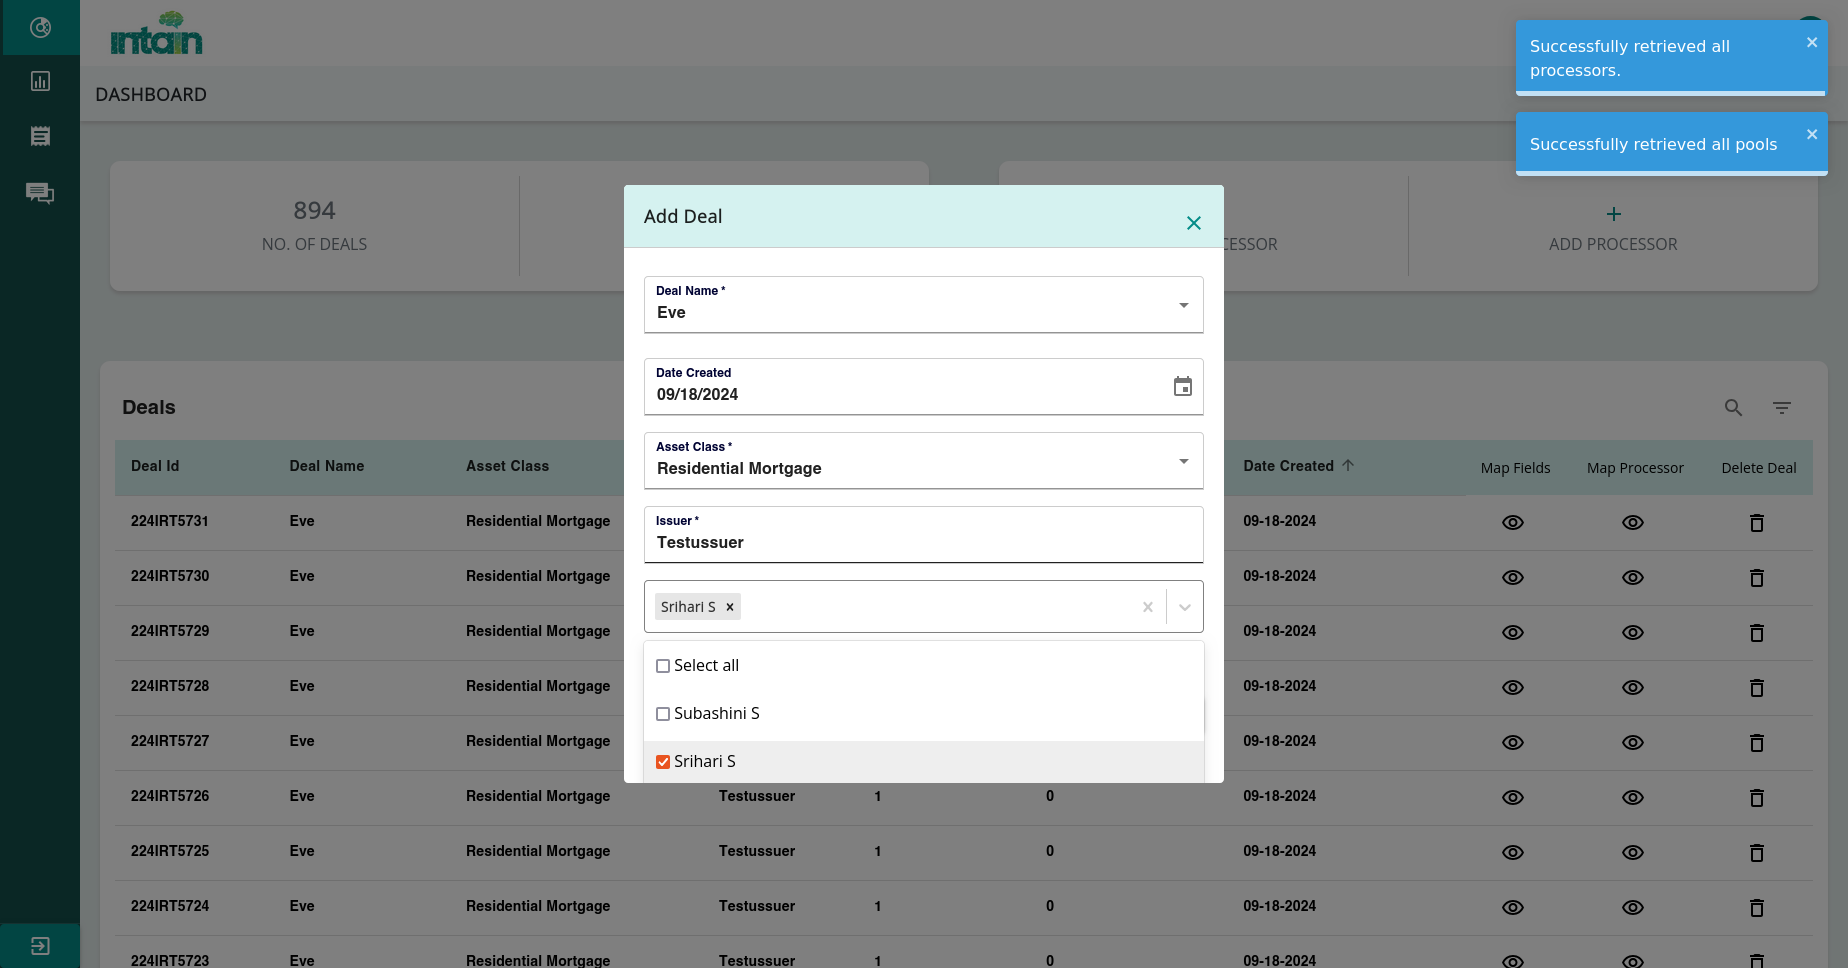 intain
Successfully retrieved all
processors.
Successfully retrieved all pools
DASHBOARD
894
NO. OF DEALS
CESSOR
+
ADD PROCESSOR
Add Deal
Deal Name *
Eve
Date Created
09/18/2024
Asset Class *
Residential Mortgage
Issuer *
Testussuer
Srihari S
Select all
Subashini S
Srihari S
Deals
Deal Id Deal Name Asset Class Date Created Map Fields Map Processor Delete Deal
224IRT5731 Eve Residential Mortgage 09-18-2024
224IRT5730 Eve Residential Mortgage 09-18-2024
224IRT5729 Eve Residential Mortgage 09-18-2024
224IRT5728 Eve Residential Mortgage 09-18-2024
224IRT5727 Eve Residential Mortgage 09-18-2024
224IRT5726 Eve Residential Mortgage Testussuer 1 0 09-18-2024
224IRT5725 Eve Residential Mortgage Testussuer 1 0 09-18-2024
224IRT5724 Eve Residential Mortgage Testussuer 1 0 09-18-2024
224IRT5723 Eve Residential Mortgage Testussuer 1 0 09-18-2024